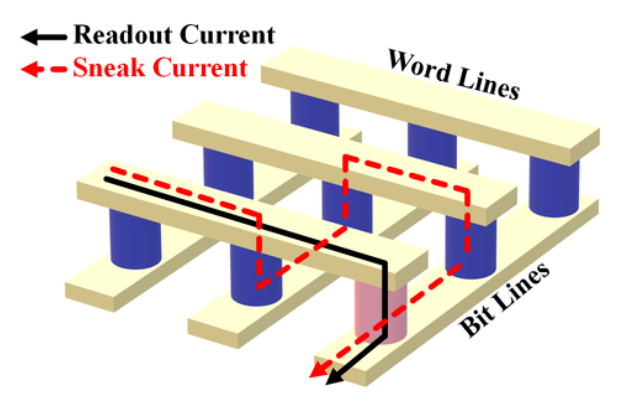 Readout Current
Sneak Current
Word Lines
Bit Lines